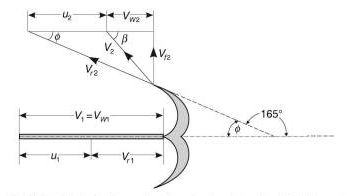 u2 VW2
ϕ β
V2 Vf2
Vr2
V1 = VW1 ϕ 165°
u1 Vr1